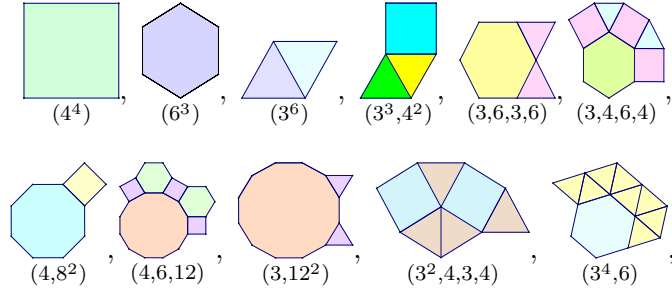 (4⁴), (6³), (3⁶), (3³,4²), (3,6,3,6), (3,4,6,4),
(4,8²), (4,6,12), (3,12²), (3²,4,3,4), (3⁴,6),